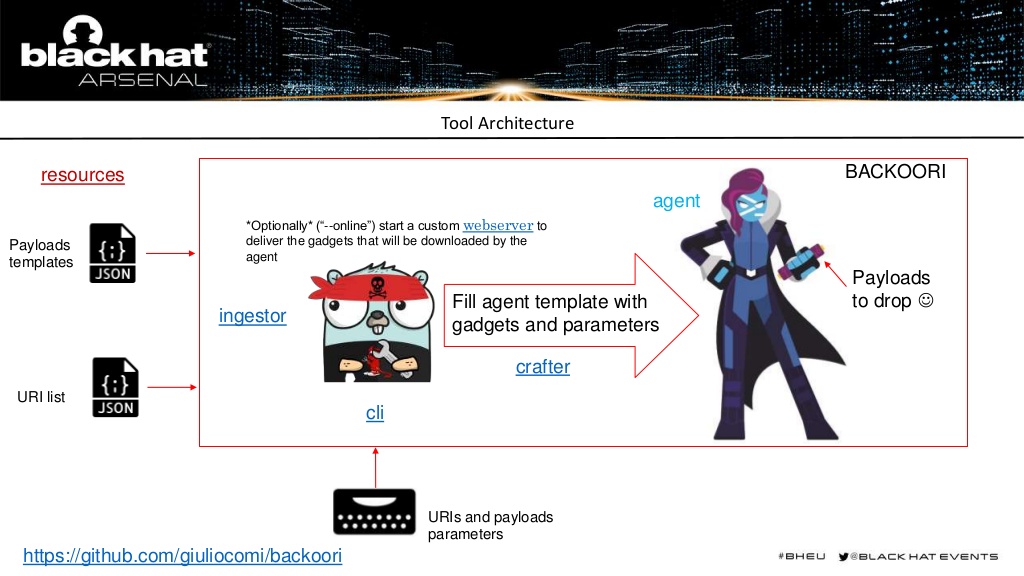 black hat
ARSENAL
Tool Architecture
resources
BACKOORI
agent
*Optionally* (“--online”) start a custom webserver to
deliver the gadgets that will be downloaded by the
agent
Payloads
templates
{;}
JSON
ingestor
Fill agent template with
gadgets and parameters
Payloads
to drop ☺
crafter
URI list
{;}
JSON
cli
URIs and payloads
parameters
https://github.com/giuliocomi/backoori
#BHEU @BLACK HAT EVENTS